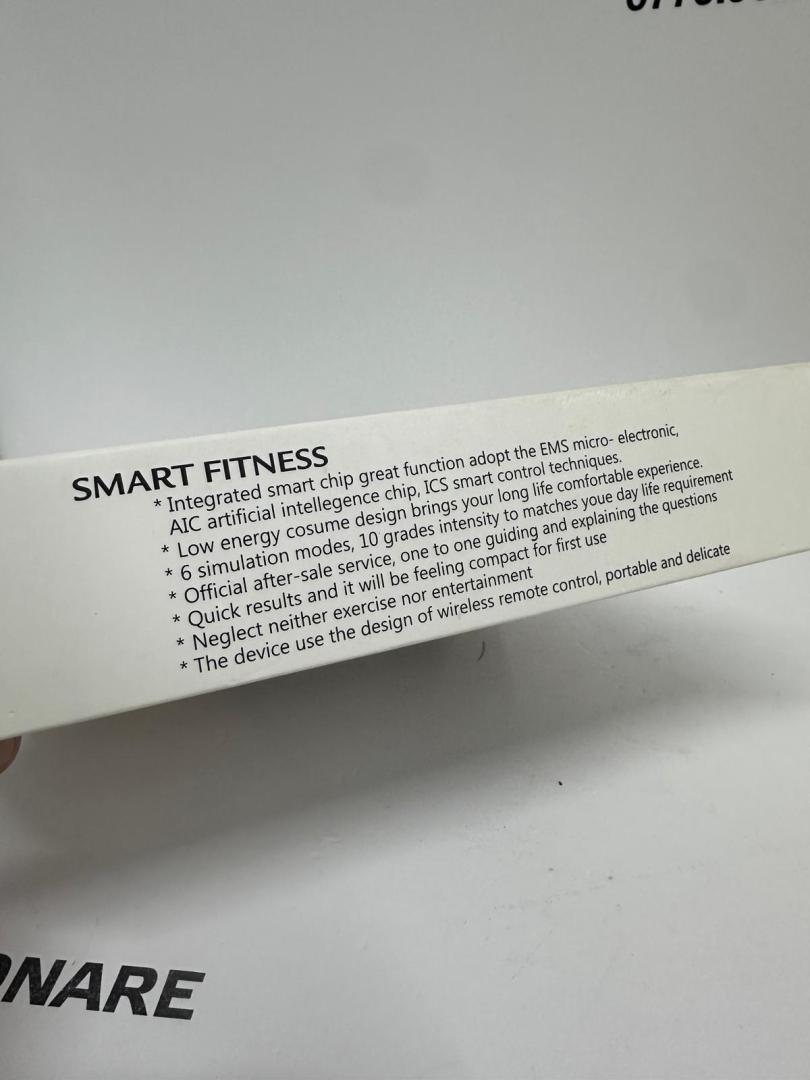 SMART FITNESS
* Integrated smart chip great function adopt the EMS micro- electronic,
AIC artificial intellegence chip, ICS smart control techniques.
* Low energy cosume design brings your long life comfortable experience.
* 6 simulation modes, 10 grades intensity to matches youe day life requirement
* Official after-sale service, one to one guiding and explaining the questions
* Quick results and it will be feeling compact for first use
* Neglect neither exercise nor entertainment
* The device use the design of wireless remote control, portable and delicate